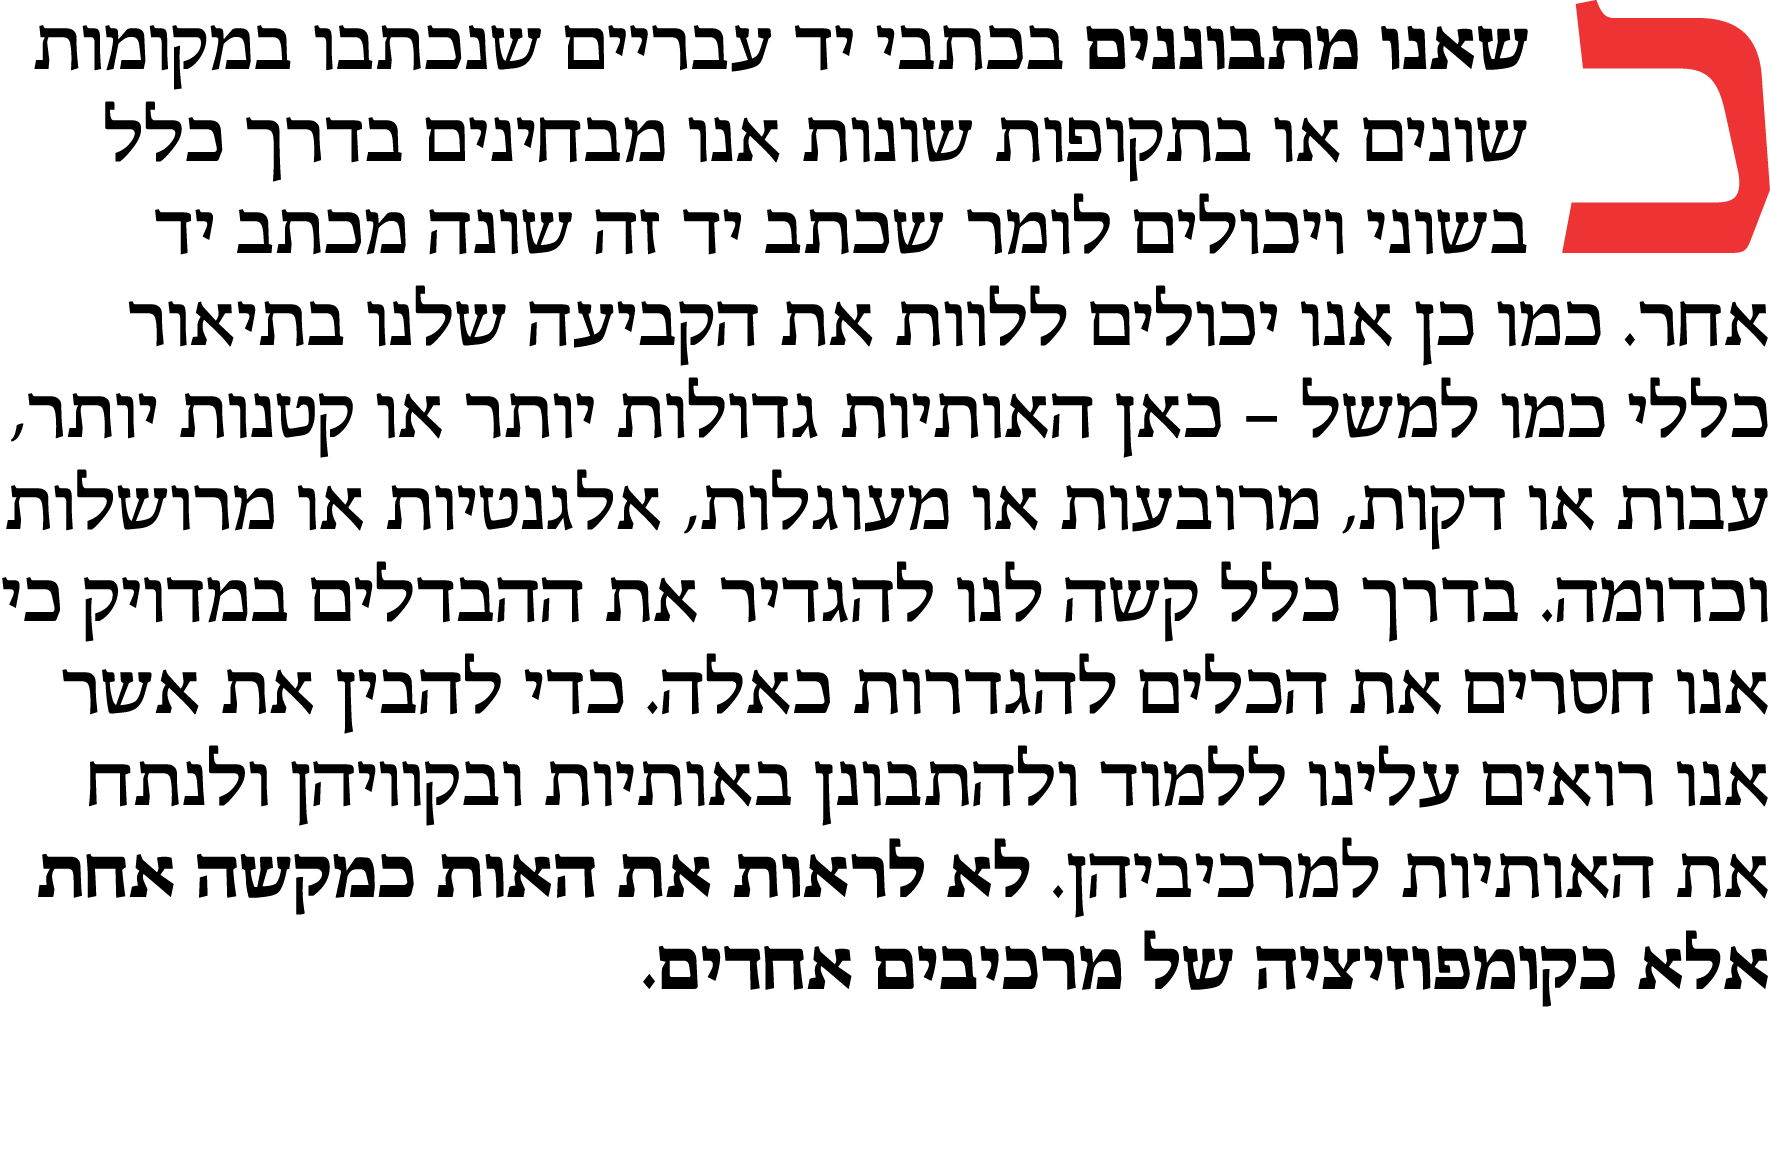 כשאנו מתבוננים בכתבי יד עבריים שנכתבו במקומות
שונים או בתקופות שונות אנו מבחינים בדרך כלל
בשוני ויכולים לומר שכתב יד זה שונה מכתב יד
אחר. כמו כן אנו יכולים ללוות את הקביעה שלנו בתיאור
כללי כמו למשל – כאן האותיות גדולות יותר או קטנות יותר,
עבות או דקות, מרובעות או מעוגלות, אלגנטיות או מרושלות
וכדומה. בדרך כלל קשה לנו להגדיר את ההבדלים במדויק כי
אנו חסרים את הכלים להגדרות כאלה. כדי להבין את אשר
אנו רואים עלינו ללמוד ולהתבונן באותיות ובקוויהן ולנתח
את האותיות למרכיביהן. לא לראות את האות כמקשה אחת
אלא כקומפוזיציה של מרכיבים אחדים.